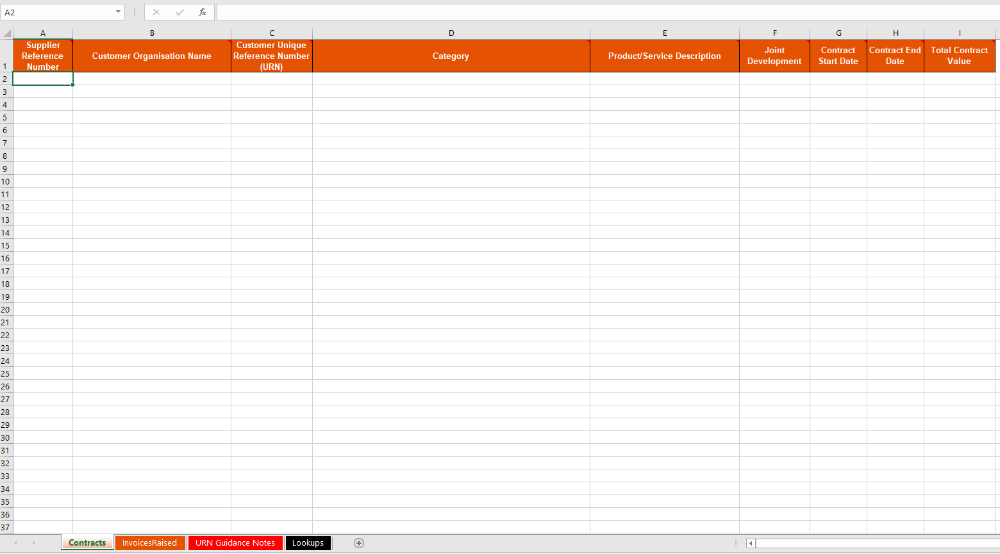 A2
fx
A B C D E F G H I
Supplier
Reference
Number
Customer Organisation Name
Customer Unique
Reference Number
(URN)
Category
Product/Service Description
Joint
Development
Contract
Start Date
Contract End
Date
Total Contract
Value
1
2
3
4
5
6
7
8
9
10
11
12
13
14
15
16
17
18
19
20
21
22
23
24
25
26
27
28
29
30
31
32
33
34
35
36
37
Contracts InvoicesRaised URN Guidance Notes Lookups